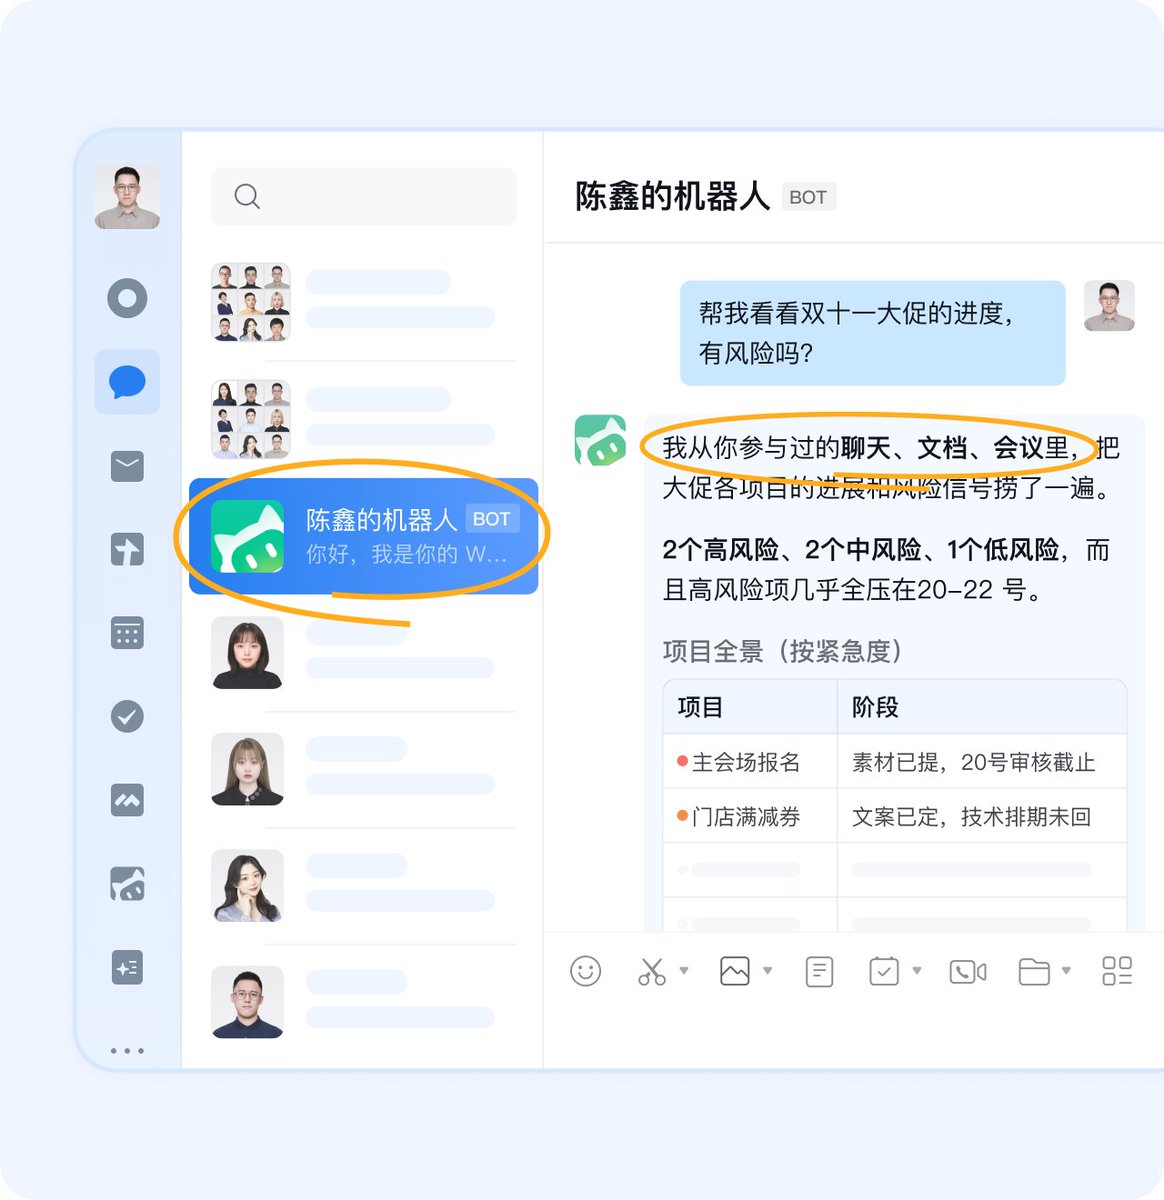 陈鑫的机器人 BOT
你好，我是你的 W...
陈鑫的机器人 BOT
帮我看看双十一大促的进度，
有风险吗？
我从你参与过的聊天、文档、会议里，把
大促各项目的进展和风险信号捞了一遍。
2个高风险、2个中风险、1个低风险，而
且高风险项几乎全压在20–22 号。
项目全景（按紧急度）
项目 阶段
主会场报名 素材已提，20号审核截止
门店满减券 文案已定，技术排期未回